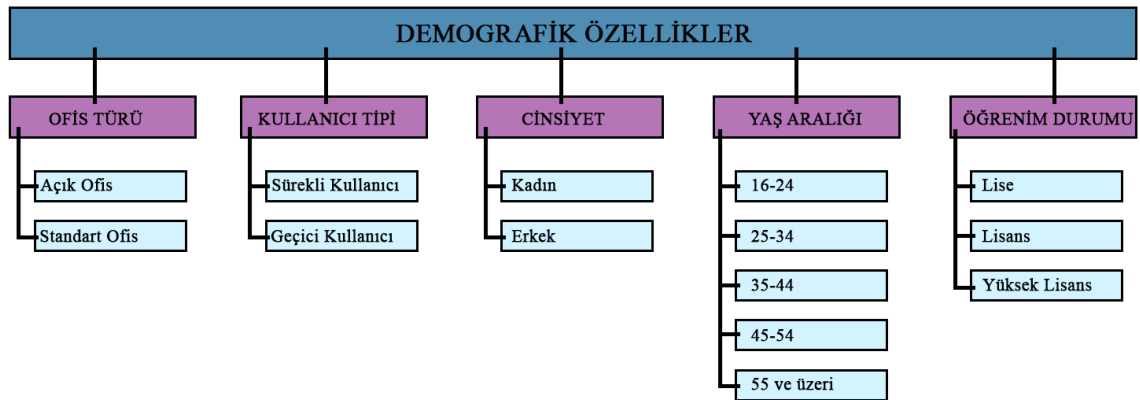 DEMOGRAFİK ÖZELLİKLER
OFİS TÜRÜ
Açık Ofis
Standart Ofis
KULLANICI TİPİ
Sürekli Kullanıcı
Geçici Kullanıcı
CİNSİYET
Kadın
Erkek
YAŞ ARALIĞI
16-24
25-34
35-44
45-54
55 ve üzeri
ÖĞRENİM DURUMU
Lise
Lisans
Yüksek Lisans